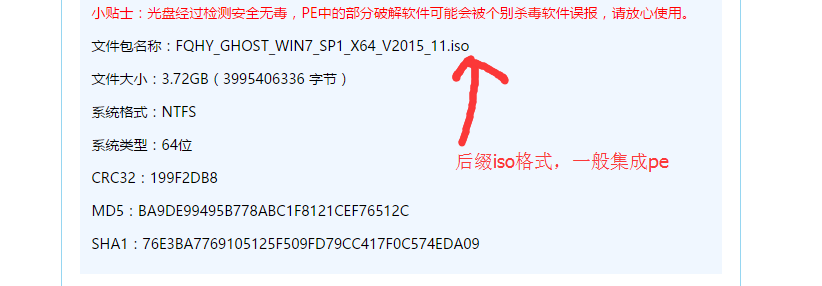 小贴士：光盘经过检测安全无毒，PE中的部分破解软件可能会被个别杀毒软件误报，请放心使用。
文件包名称：FQHY_GHOST_WIN7_SP1_X64_V2015_11.iso
文件大小：3.72GB（3995406336 字节）
系统格式：NTFS
系统类型：64位
后缀iso格式，一般集成pe
CRC32：199F2DB8
MD5：BA9DE99495B778ABC1F8121CEF76512C
SHA1：76E3BA7769105125F509FD79CC417F0C574EDA09